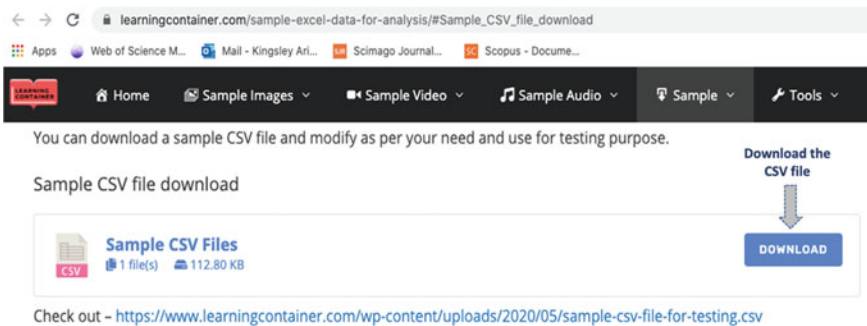 learningcontainer.com/sample-excel-data-for-analysis/#Sample_CSV_file_download
Apps Web of Science M... Mail - Kingsley Ari... Scimago Journal... SC Scopus - Docume...
LEARNING CONTAINER Home Sample Images Sample Video Sample Audio Sample Tools
You can download a sample CSV file and modify as per your need and use for testing purpose.
Download the
CSV file
Sample CSV file download
Sample CSV Files
CSV 1 file(s) 112.80 KB
DOWNLOAD
Check out – https://www.learningcontainer.com/wp-content/uploads/2020/05/sample-csv-file-for-testing.csv